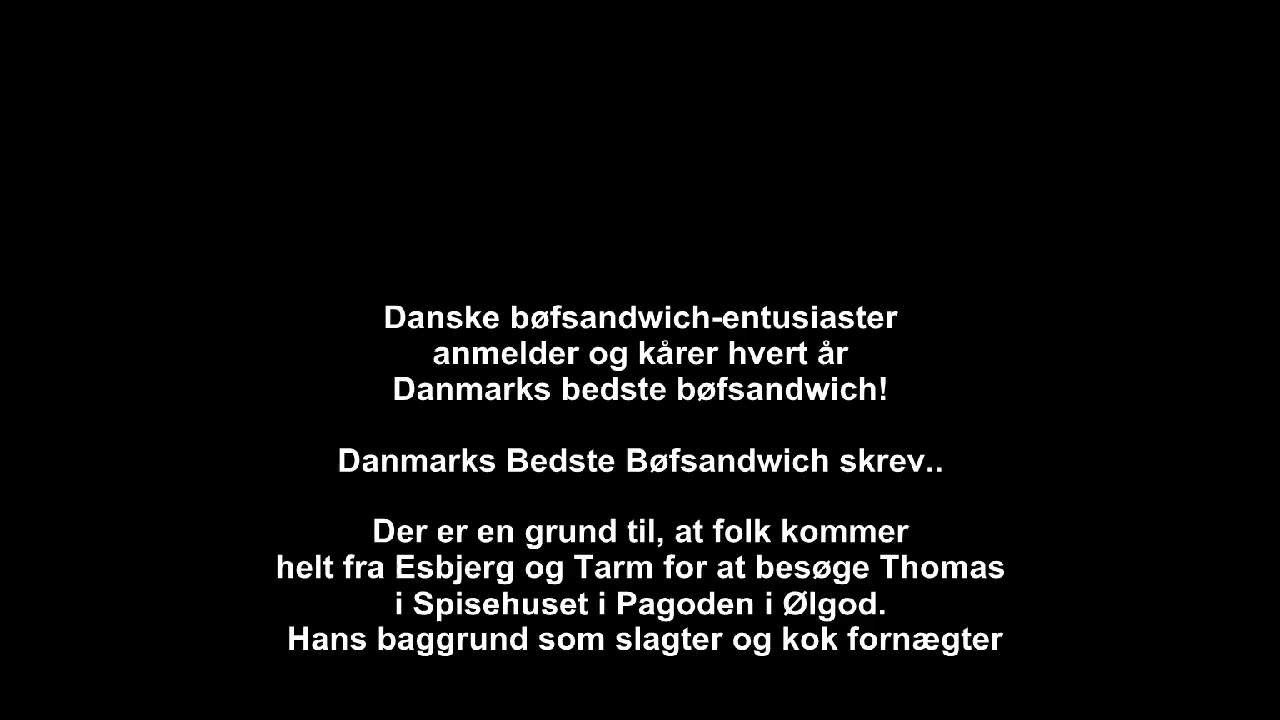 Danske bøfsandwich-entusiaster
anmelder og kårer hvert år
Danmarks bedste bøfsandwich!
Danmarks Bedste Bøfsandwich skrev..
Der er en grund til, at folk kommer
helt fra Esbjerg og Tarm for at besøge Thomas
i Spisehuset i Pagoden i Ølgod.
Hans baggrund som slagter og kok fornægter